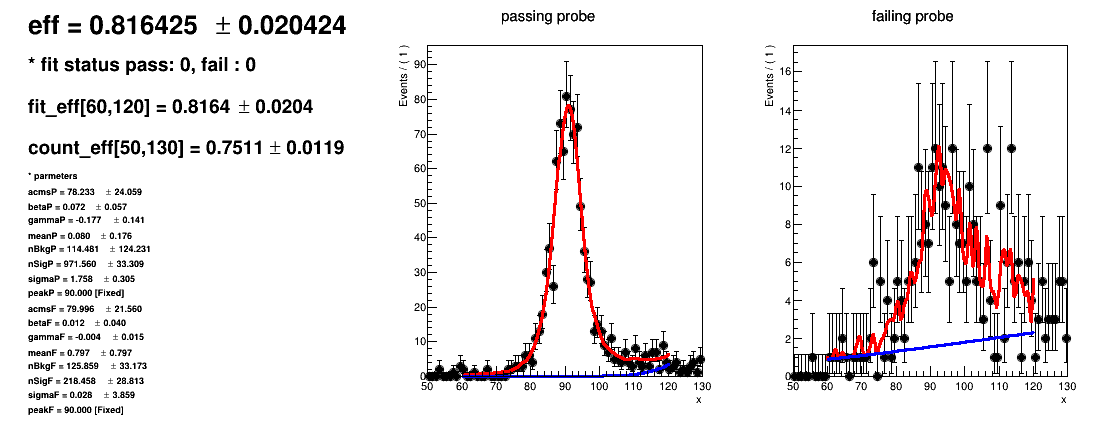 eff = 0.816425 ± 0.020424
* fit status pass: 0, fail : 0
fit_eff[60,120] = 0.8164 ± 0.0204
count_eff[50,130] = 0.7511 ± 0.0119
* parmeters
acmsP = 78.233 ± 24.059
betaP = 0.072 ± 0.057
gammaP = -0.177 ± 0.141
meanP = 0.080 ± 0.176
nBkgP = 114.481 ± 124.231
nSigP = 971.560 ± 33.309
sigmaP = 1.758 ± 0.305
peakP = 90.000 [Fixed]
acmsF = 79.996 ± 21.560
betaF = 0.012 ± 0.040
gammaF = -0.004 ± 0.015
meanF = 0.797 ± 0.797
nBkgF = 125.859 ± 33.173
nSigF = 218.458 ± 28.813
sigmaF = 0.028 ± 3.859
peakF = 90.000 [Fixed]
passing probe
Events / ( 1 )
90
80
70
60
50
40
30
20
10
0
50 60 70 80 90 100 110 120 130
x
failing probe
Events / ( 1 )
16
14
12
10
8
6
4
2
0
50 60 70 80 90 100 110 120 130
x